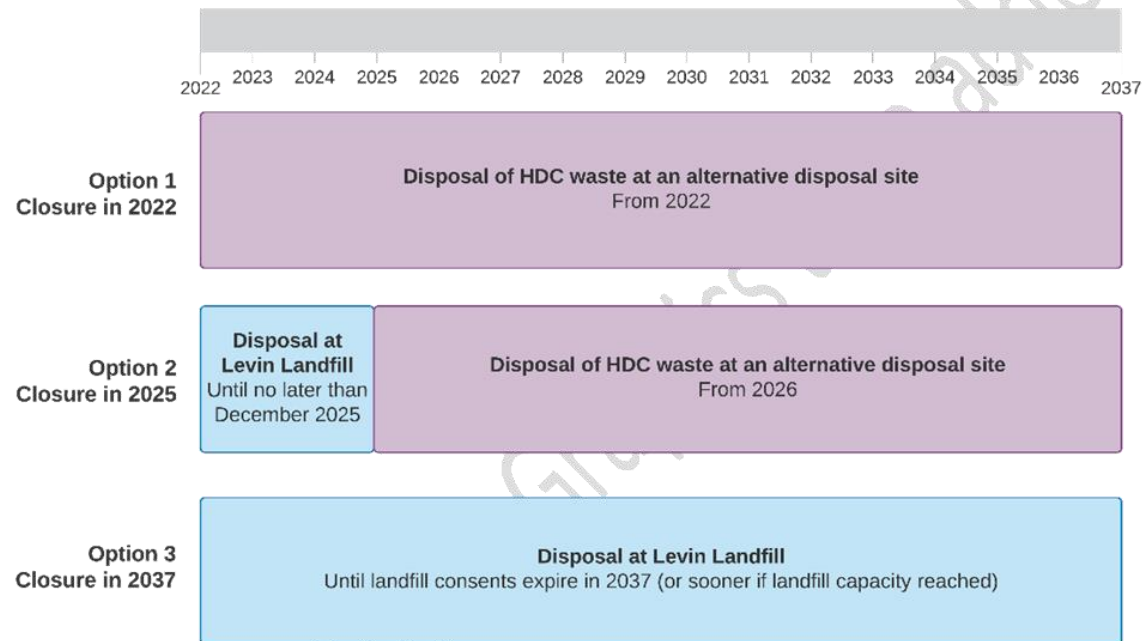 2022 2023 2024 2025 2026 2027 2028 2029 2030 2031 2032 2033 2034 2035 2036 2037
Option 1
Closure in 2022
Disposal of HDC waste at an alternative disposal site
From 2022
Option 2
Closure in 2025
Disposal at
Levin Landfill
Until no later than
December 2025
Disposal of HDC waste at an alternative disposal site
From 2026
Option 3
Closure in 2037
Disposal at Levin Landfill
Until landfill consents expire in 2037 (or sooner if landfill capacity reached)